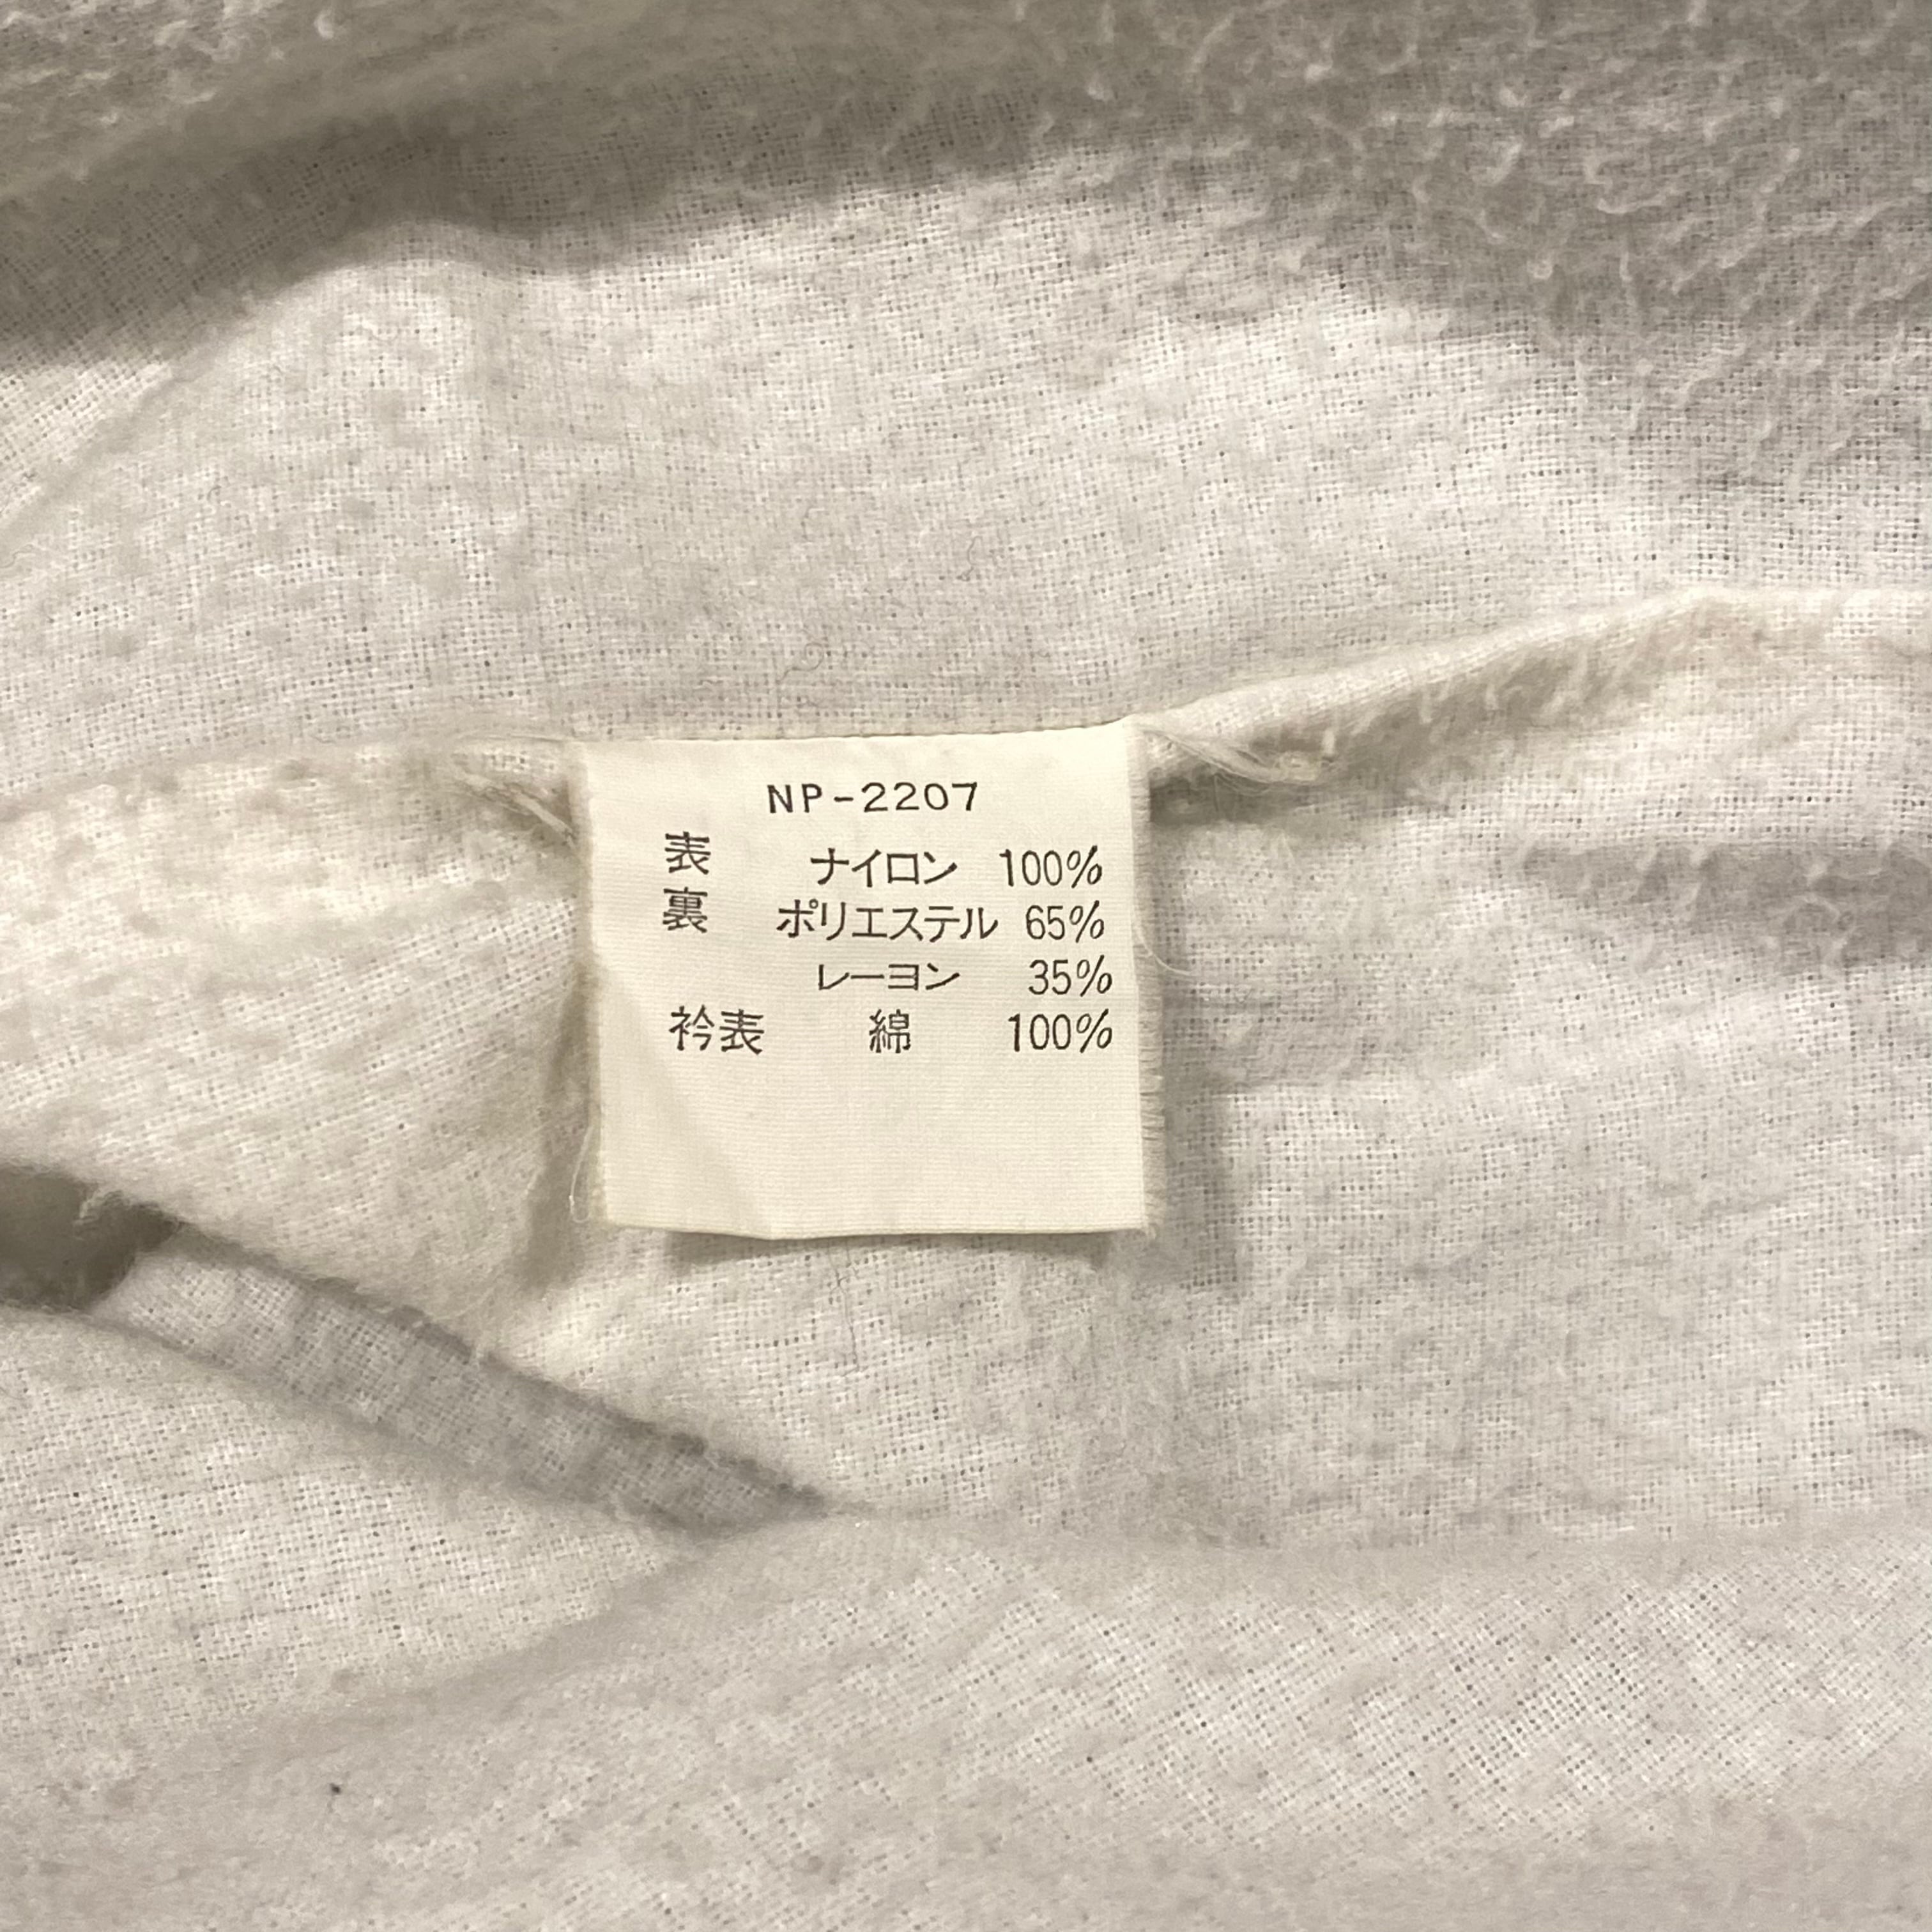 NP-2207
表 ナイロン 100%
裏 ポリエステル 65%
レーヨン 35%
衿表 綿 100%